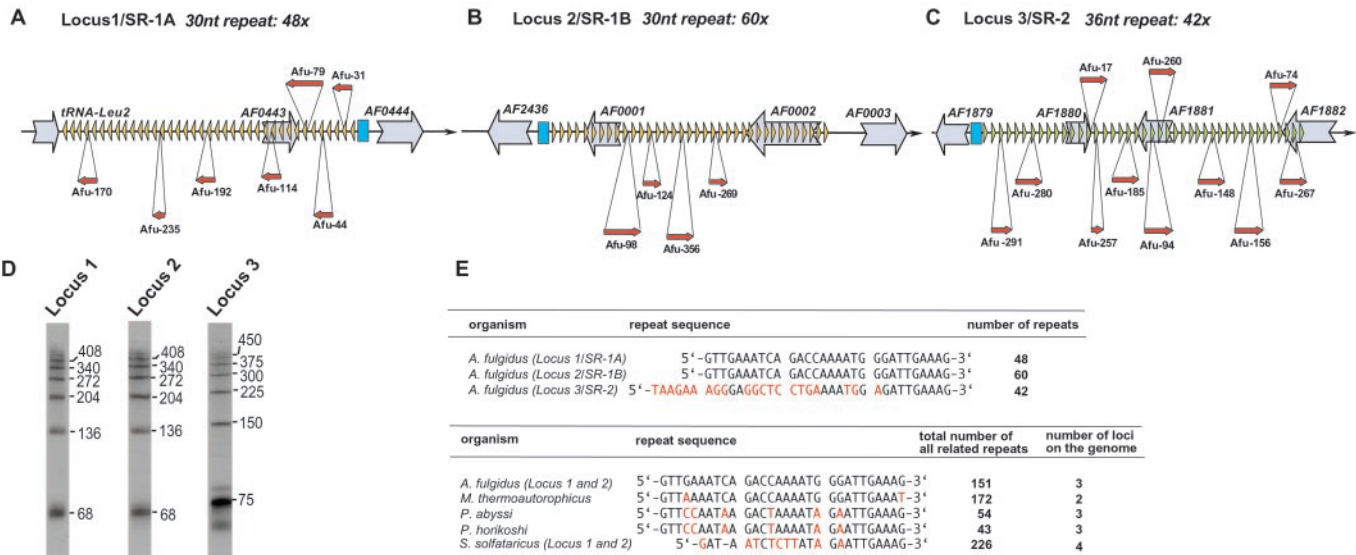 A Locus1/SR-1A 30nt repeat: 48x
B Locus 2/SR-1B 30nt repeat: 60x
C Locus 3/SR-2 36nt repeat: 42x
Afu-79 Afu-31
tRNA-Leu2 AF0443 AF0444
Afu-170 Afu-192 Afu-114
Afu-235 Afu-44
AF2436 AF0001 AF0002 AF0003
Afu-124 Afu-269
Afu-98 Afu-356
Afu-17 Afu-260 Afu-74
AF1879 AF1880 AF1881 AF1882
Afu-280 Afu-185 Afu-148 Afu-267
Afu -291 Afu-257 Afu-94 Afu-156
D
Locus 1
408
340
272
204
136
68
Locus 2
408
340
272
204
136
68
Locus 3
450
375
300
225
150
75
E
organism repeat sequence number of repeats
A. fulgidus (Locus 1/SR-1A) 5‘-GTTGAAATCA GACCAAAATG GGATTGAAAG-3‘ 48
A. fulgidus (Locus 2/SR-1B) 5‘-GTTGAAATCA GACCAAAATG GGATTGAAAG-3‘ 60
A. fulgidus (Locus 3/SR-2) 5‘-TAAGAA AGGGAGGCTC CTGAAAATGG AGATTGAAAG-3‘ 42
organism repeat sequence total number of all related repeats number of loci on the genome
A. fulgidus (Locus 1 and 2) 5‘-GTTGAAATCA GACCAAAATG GGATTGAAAG-3‘ 151 3
M. thermoautorophicus 5‘-GTTAAAATCA GACCAAAATG GGATTGAAAT-3‘ 172 2
P. abyssi 5‘-GTTCCAATAA GACTAAAATA GAATTGAAAG-3‘ 54 3
P. horikoshi 5‘-GTTCCAATAA GACTAAAATA GAATTGAAAG-3‘ 43 3
S. solfataricus (Locus 1 and 2) 5‘-GAT-A ATCTCTTATA GAATTGAAAG-3‘ 226 4